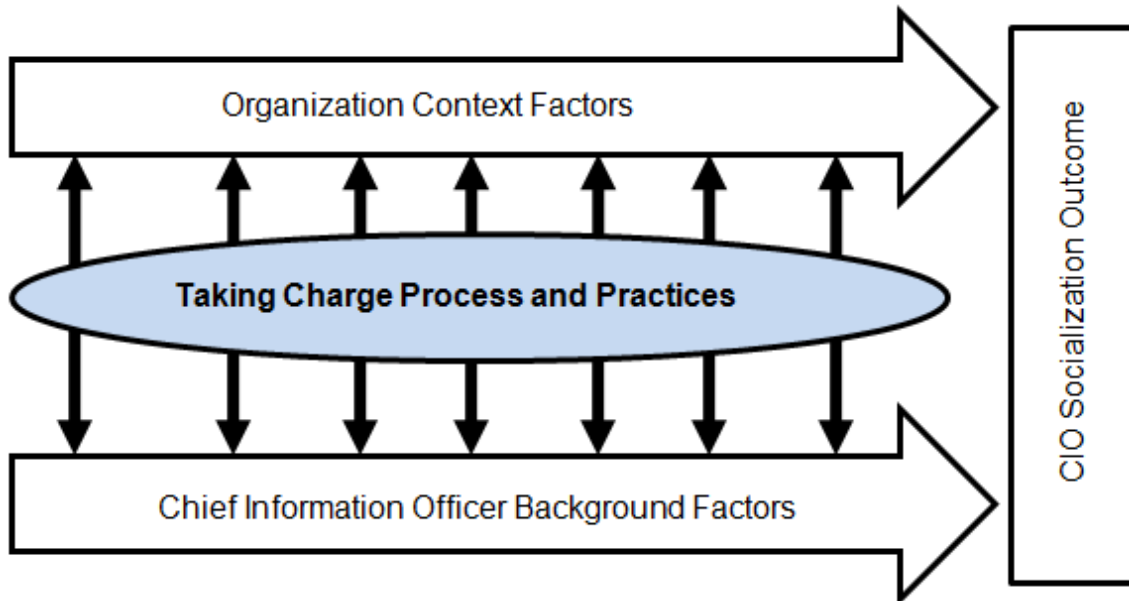 Organization Context Factors
Taking Charge Process and Practices
Chief Information Officer Background Factors
CIO Socialization Outcome